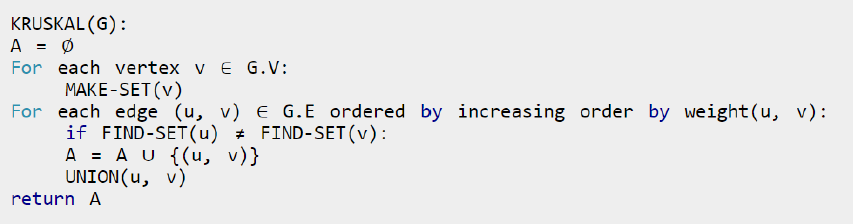 KRUSKAL(G):
A = ∅
For each vertex v ∈ G.V:
MAKE-SET(v)
For each edge (u, v) ∈ G.E ordered by increasing order by weight(u, v):
if FIND-SET(u) ≠ FIND-SET(v):
A = A ∪ {(u, v)}
UNION(u, v)
return A